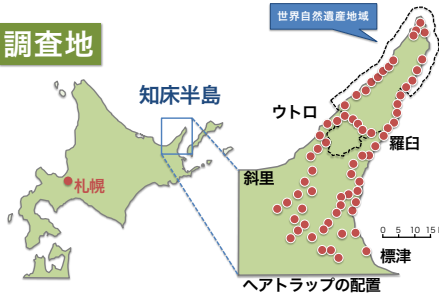 調査地
世界自然遺産地域
知床半島
ウトロ
羅臼
斜里
札幌
0 5 10 15
標津
ヘアトラップの配置